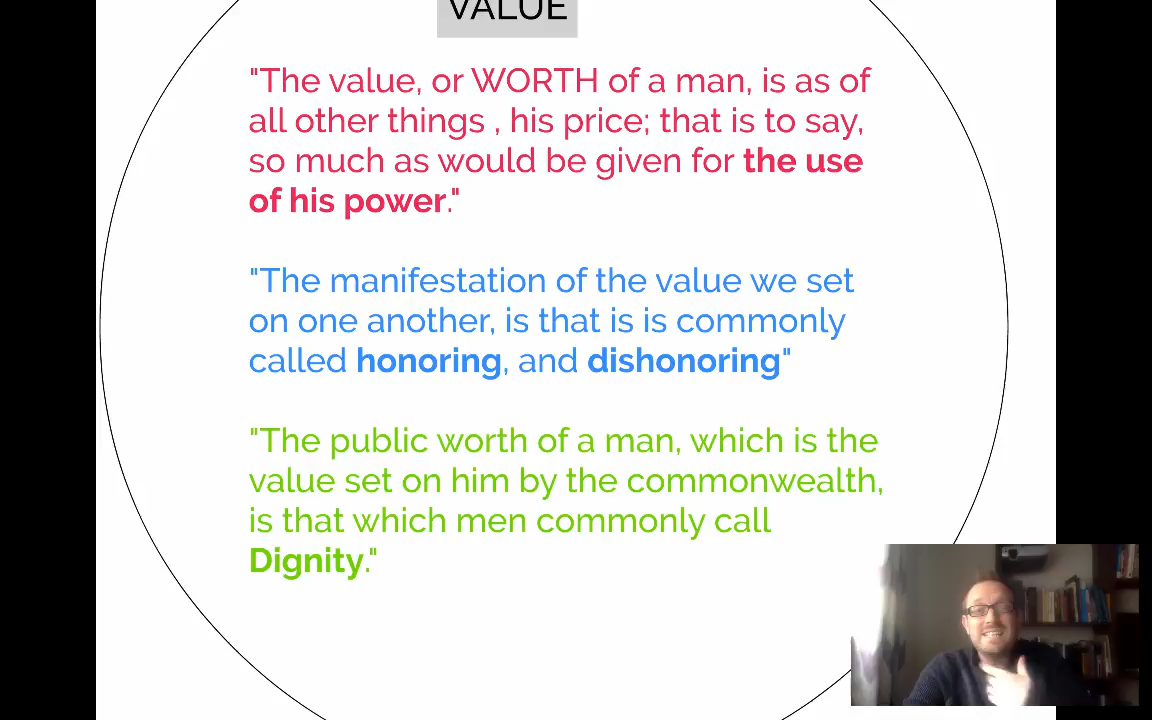 VALUE
"The value, or WORTH of a man, is as of
all other things , his price; that is to say,
so much as would be given for the use
of his power."
"The manifestation of the value we set
on one another, is that is is commonly
called honoring, and dishonoring"
"The public worth of a man, which is the
value set on him by the commonwealth,
is that which men commonly call
Dignity."